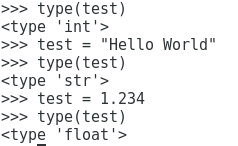 >>> type(test)
<type 'int'>
>>> test = "Hello World"
>>> type(test)
<type 'str'>
>>> test = 1.234
>>> type(test)
<type 'float'>